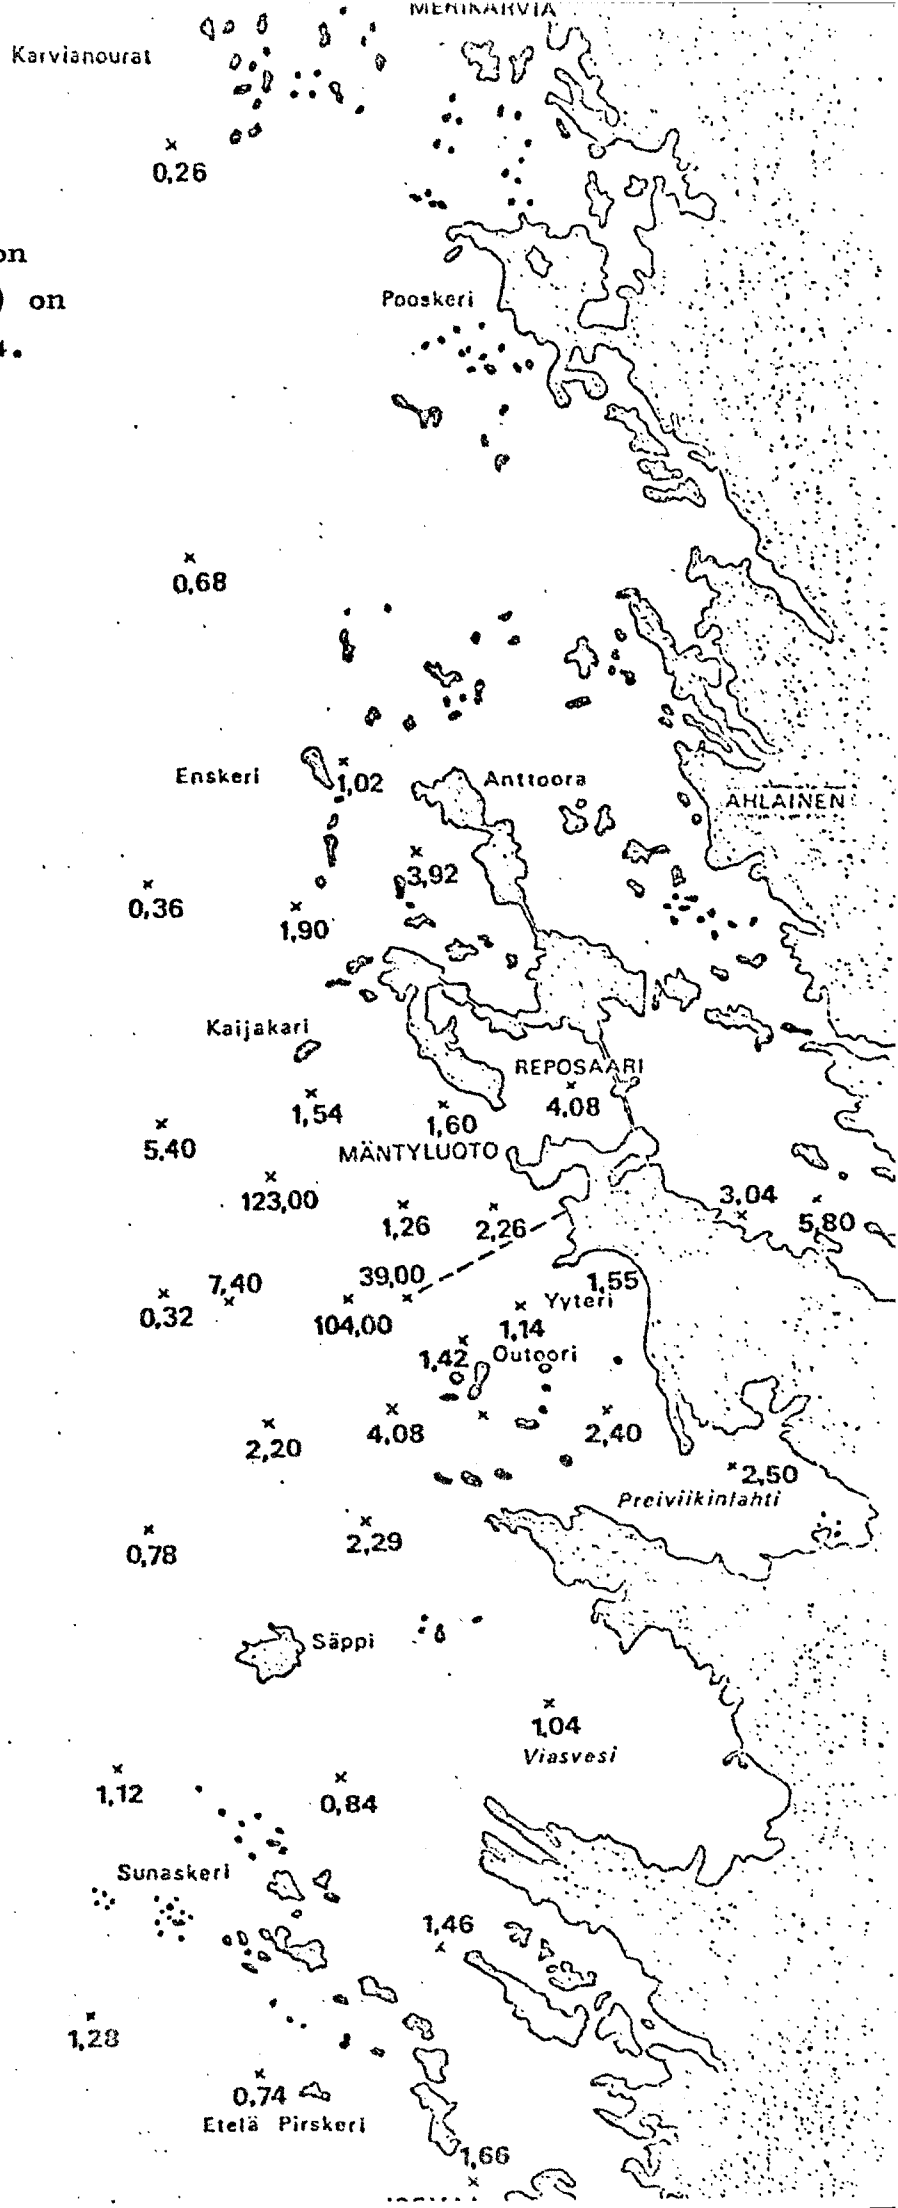 MERIKARVIA
Karvianourat
0,26
on
) on
4.
Pooskeri
0,68
Enskeri
1,02
Anttoora
AHLAINEN
3,92
0,36
1,90
Kaijakari
REPOSAARI
1,54
1,60
4,08
5,40
MÄNTYLUOTO
123,00
3,04
1,26
2,26
5,80
7,40
39,00
1,55
0,32
104,00
Yyteri
1,14
1,42
Outoori
2,20
4,08
2,40
2,50
Preiviikinlahti
0,78
2,29
Säppi
1,04
Viasvesi
1,12
0,84
Sunaskeri
1,46
1,28
0,74
Etelä Pirskeri
1,66